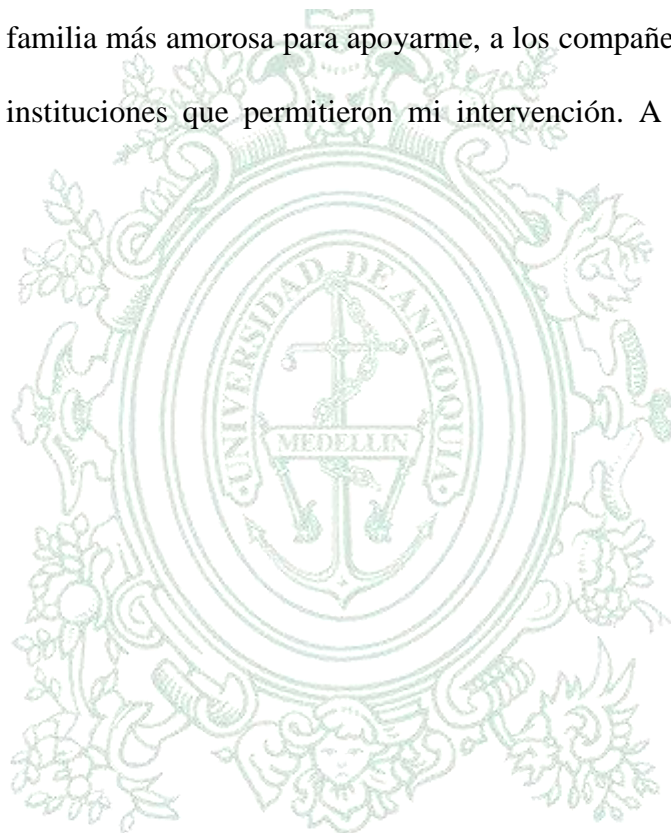 familia más amorosa para apoyarme, a los compañe
instituciones que permitieron mi intervención. A
UNIVERSIDAD DE ANTIOQUIA
MEDELLIN